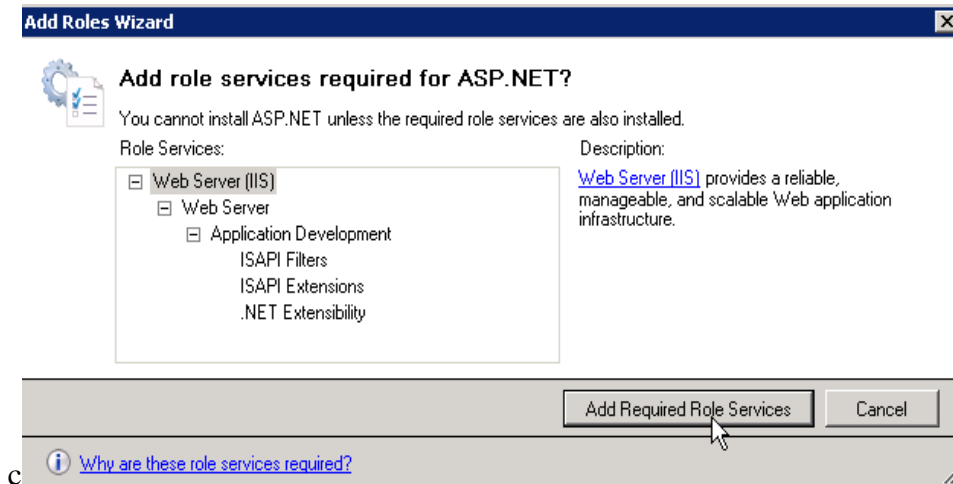 Add Roles Wizard
Add role services required for ASP.NET?
You cannot install ASP.NET unless the required role services are also installed.
Role Services:
Description:
Web Server (IIS)
Web Server
Application Development
ISAPI Filters
ISAPI Extensions
.NET Extensibility
Web Server (IIS) provides a reliable,
manageable, and scalable Web application
infrastructure.
Add Required Role Services
Cancel
Why are these role services required?
c